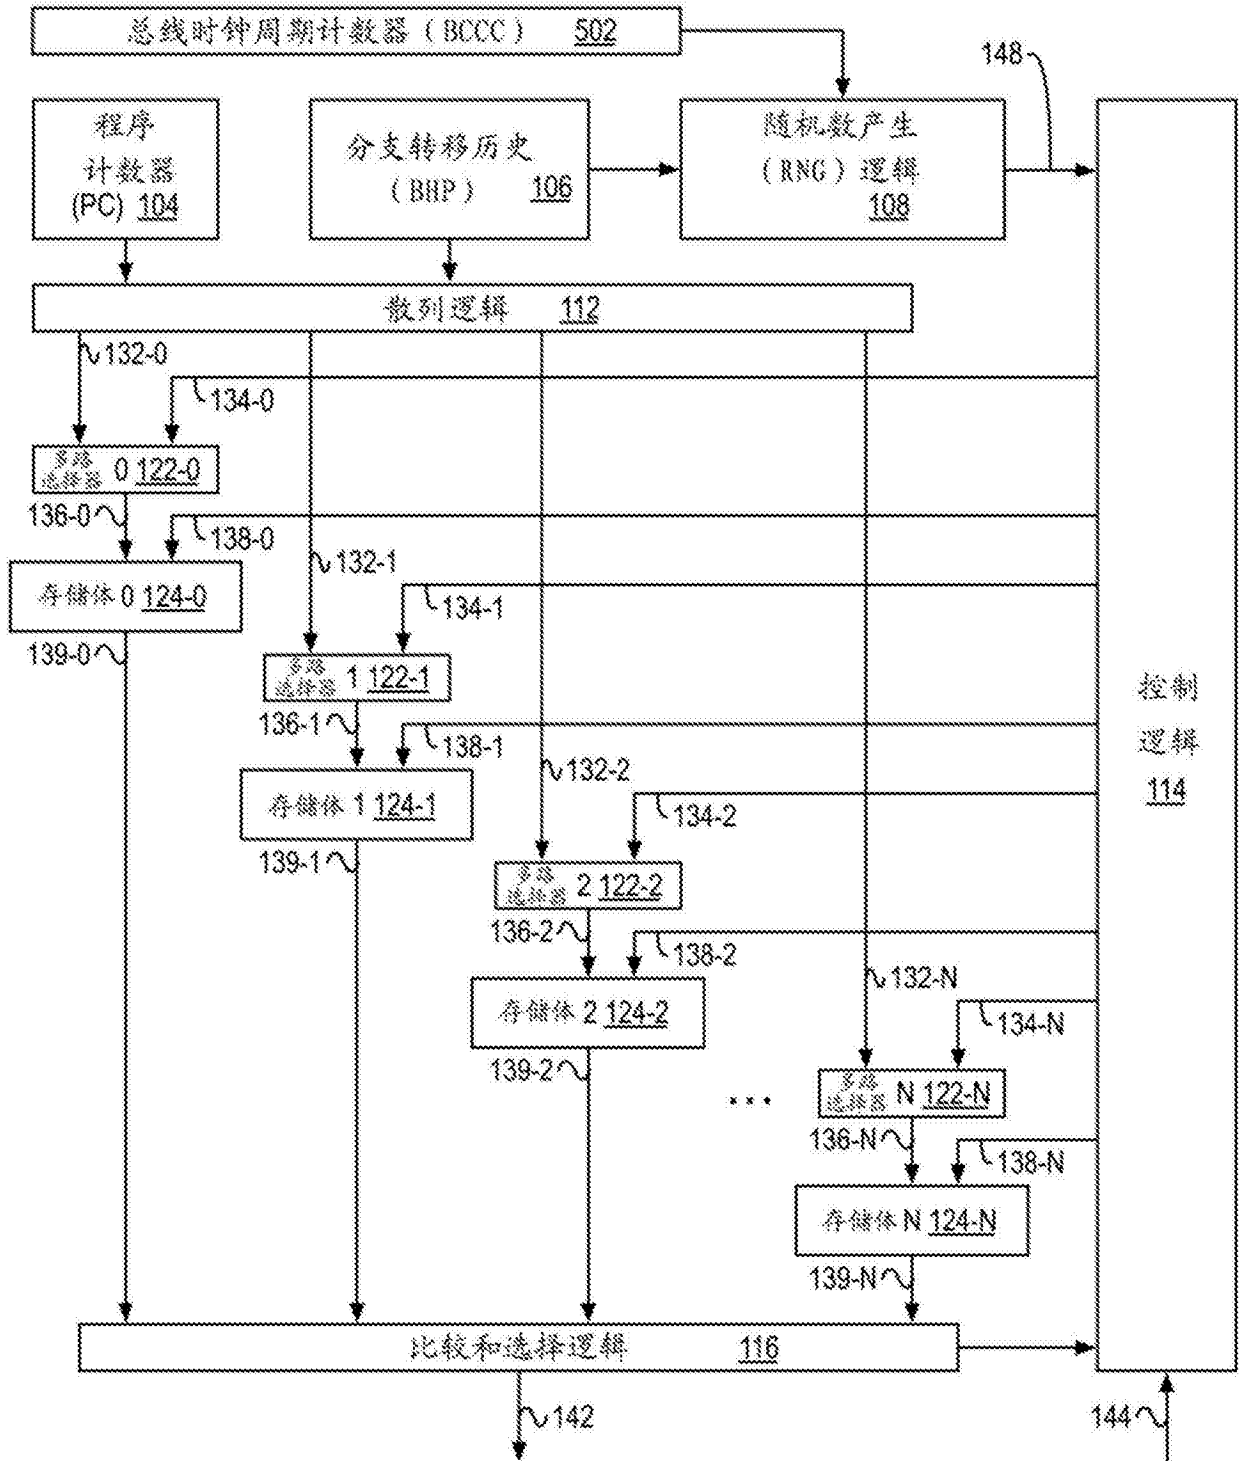 总线时钟周期计数器（BCCC） 502
148
程序
计数器
(PC) 104
分支转移历史
（BHP） 106
随机数产生
（RNG）逻辑
108
散列逻辑 112
132-0
134-0
多路
选择器 0 122-0
136-0
138-0
132-1
存储体 0 124-0
134-1
139-0
多路
选择器 1 122-1
136-1
138-1
控制
逻辑
114
132-2
存储体 1 124-1
134-2
139-1
多路
选择器 2 122-2
136-2
138-2
132-N
存储体 2 124-2
134-N
139-2
...
多路
选择器 N 122-N
136-N
138-N
存储体 N 124-N
139-N
比较和选择逻辑 116
142
144